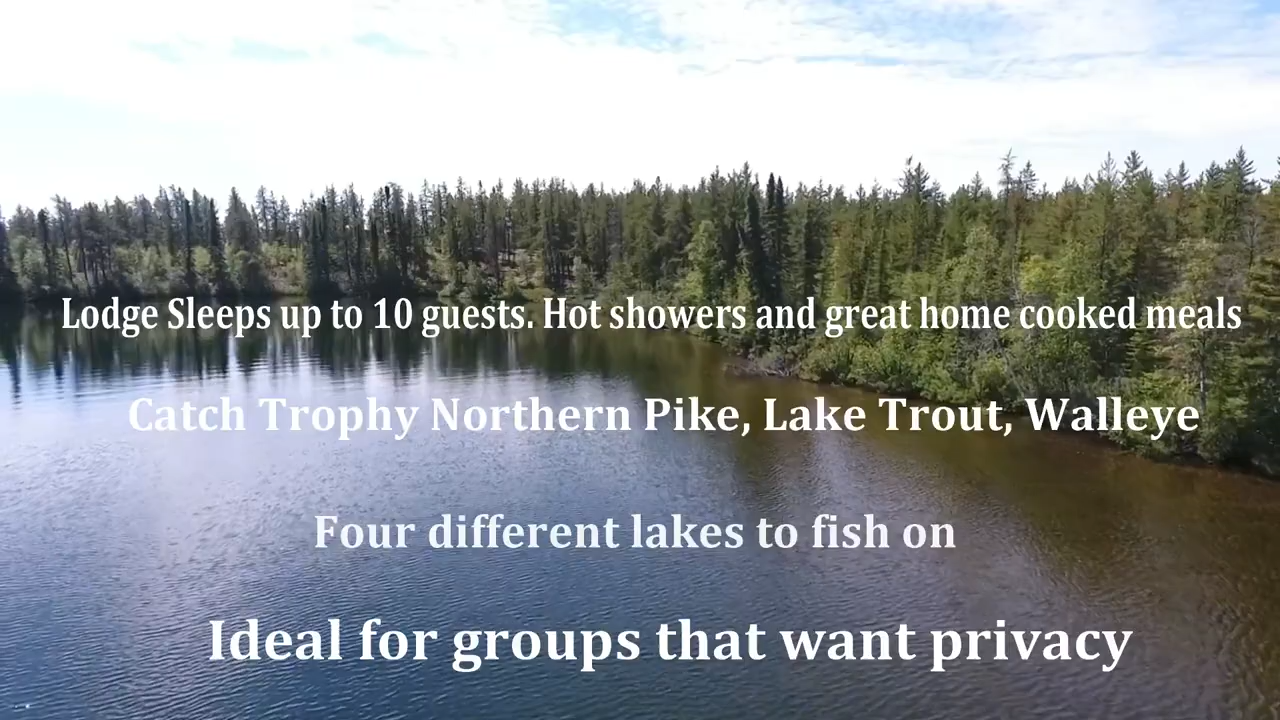 Lodge Sleeps up to 10 guests. Hot showers and great home cooked meals
Catch Trophy Northern Pike, Lake Trout, Walleye
Four different lakes to fish on
Ideal for groups that want privacy